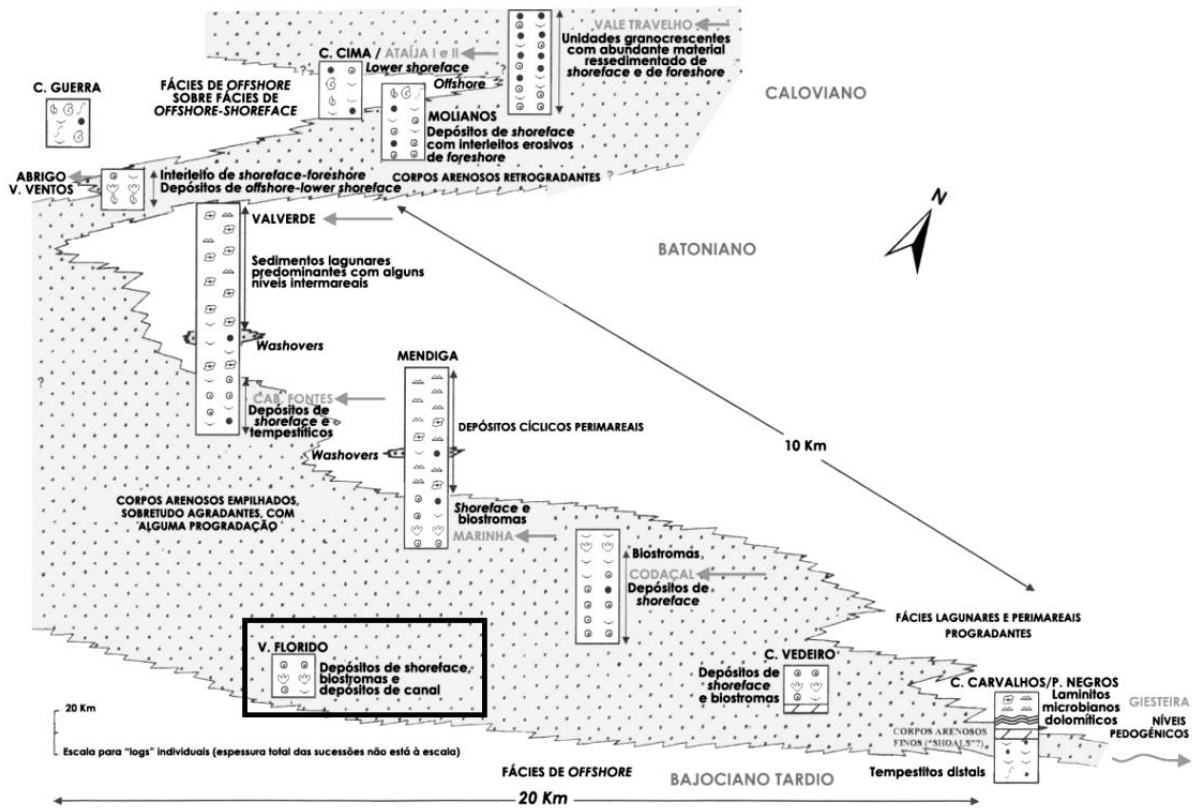 VALE TRAVELHO
Unidades granocrescentes
com abundante material
ressedimentado de
shoreface e de foreshore
C. CIMA / ATAÍJA I e II
Lower shoreface
Offshore
?
?
FÁCIES DE OFFSHORE
SOBRE FÁCIES DE
OFFSHORE-SHOREFACE
C. GUERRA
CALOVIANO
MOLIANOS
Depósitos de shoreface
com interleitos erosivos
de foreshore
ABRIGO
V. VENTOS
Interleito de shoreface-foreshore
Depósitos de offshore-lower shoreface
CORPOS ARENOSOS RETROGRADANTES ?
N
VALVERDE
BATONIANO
Sedimentos lagunares
predominantes com alguns
níveis intermareais
Washovers
MENDIGA
?
CAB. FONTES
Depósitos de
shoreface e
tempestíticos
DEPÓSITOS CÍCLICOS PERIMAREAIS
10 Km
Washovers
CORPOS ARENOSOS EMPILHADOS,
SOBRETUDO AGRADANTES, COM
ALGUMA PROGRADAÇÃO
Shoreface e
biostromas
MARINHA
Biostromas
CODAÇAL
Depósitos de
shoreface
FÁCIES LAGUNARES E PERIMAREAIS
PROGRADANTES
V. FLORIDO
Depósitos de shoreface,
biostromas e
depósitos de canal
C. VEDEIRO
Depósitos de
shoreface
e biostromas
C. CARVALHOS/P. NEGROS
Laminitos
microbianos
dolomíticos
GIESTEIRA
NÍVEIS
PEDOGÉNICOS
CORPOS ARENOSOS
FINOS ("SHOALS"?)
Tempestitos distais
20 Km
Escala para "logs" individuais (espessura total das sucessões não está à escala)
FÁCIES DE OFFSHORE
BAJOCIANO TARDIO
20 Km